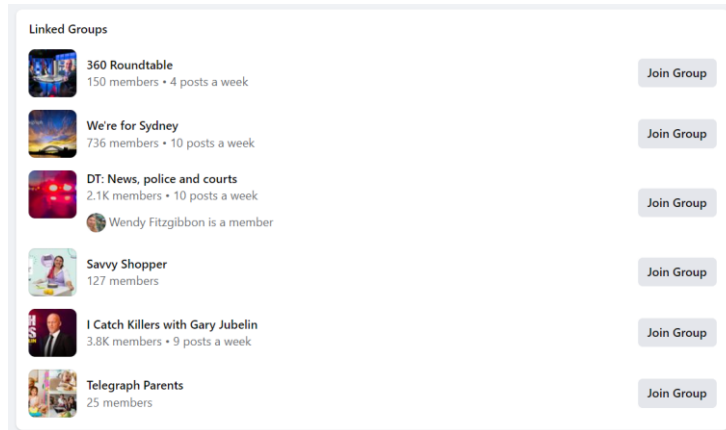 Linked Groups
360 Roundtable
150 members • 4 posts a week
Join Group
We're for Sydney
736 members • 10 posts a week
Join Group
DT: News, police and courts
2.1K members • 10 posts a week
Wendy Fitzgibbon is a member
Join Group
Savvy Shopper
127 members
Join Group
I Catch Killers with Gary Jubelin
3.8K members • 9 posts a week
Join Group
Telegraph Parents
25 members
Join Group